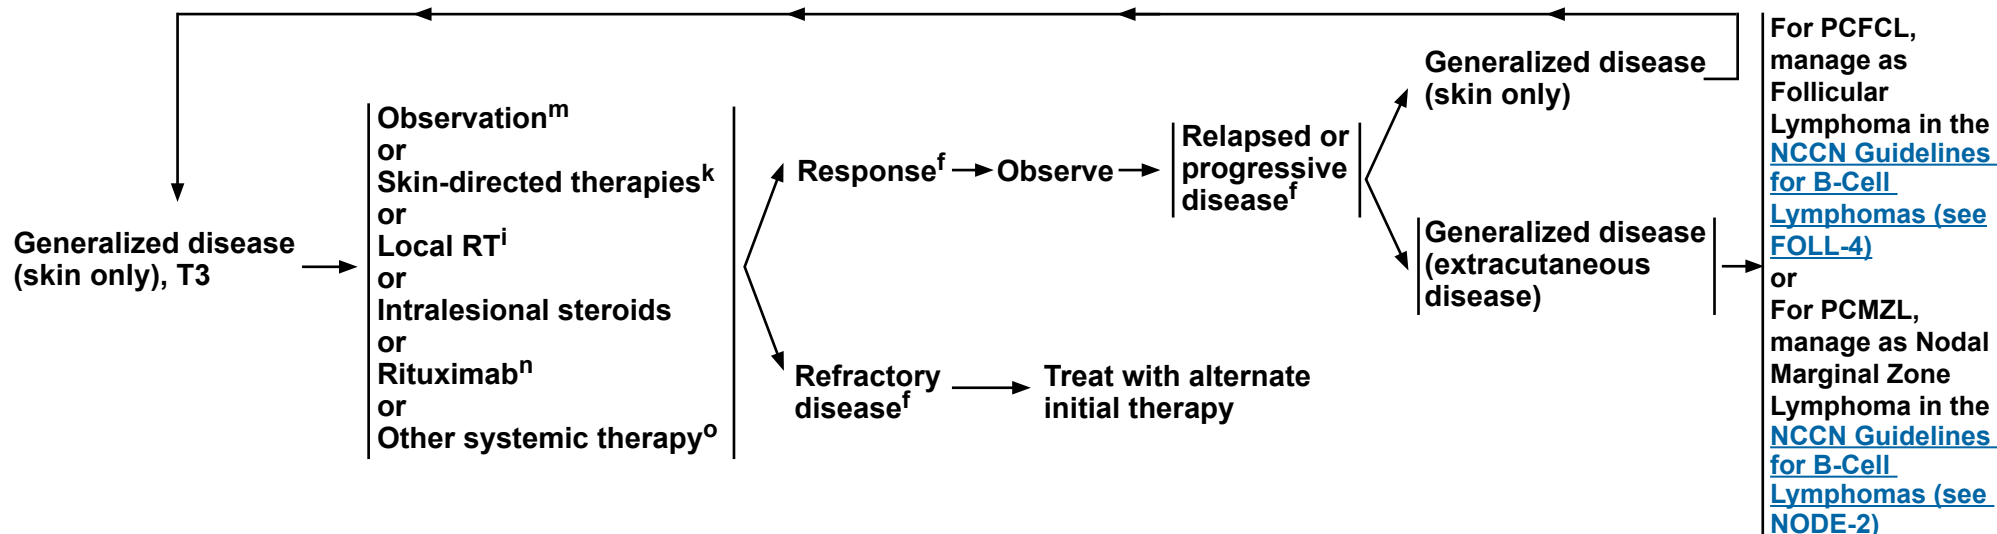 Generalized disease
(skin only), T3
Observationm
or
Skin-directed therapiesk
or
Local RTi
or
Intralesional steroids
or
Rituximabn
or
Other systemic therapyo
Responsef
Observe
Relapsed or
progressive
diseasef
Refractory
diseasef
Treat with alternate
initial therapy
Generalized disease
(skin only)
Generalized disease
(extracutaneous
disease)
For PCFCL,
manage as
Follicular
Lymphoma in the
NCCN Guidelines
for B-Cell
Lymphomas (see
FOLL-4)
or
For PCMZL,
manage as Nodal
Marginal Zone
Lymphoma in the
NCCN Guidelines
for B-Cell
Lymphomas (see
NODE-2)